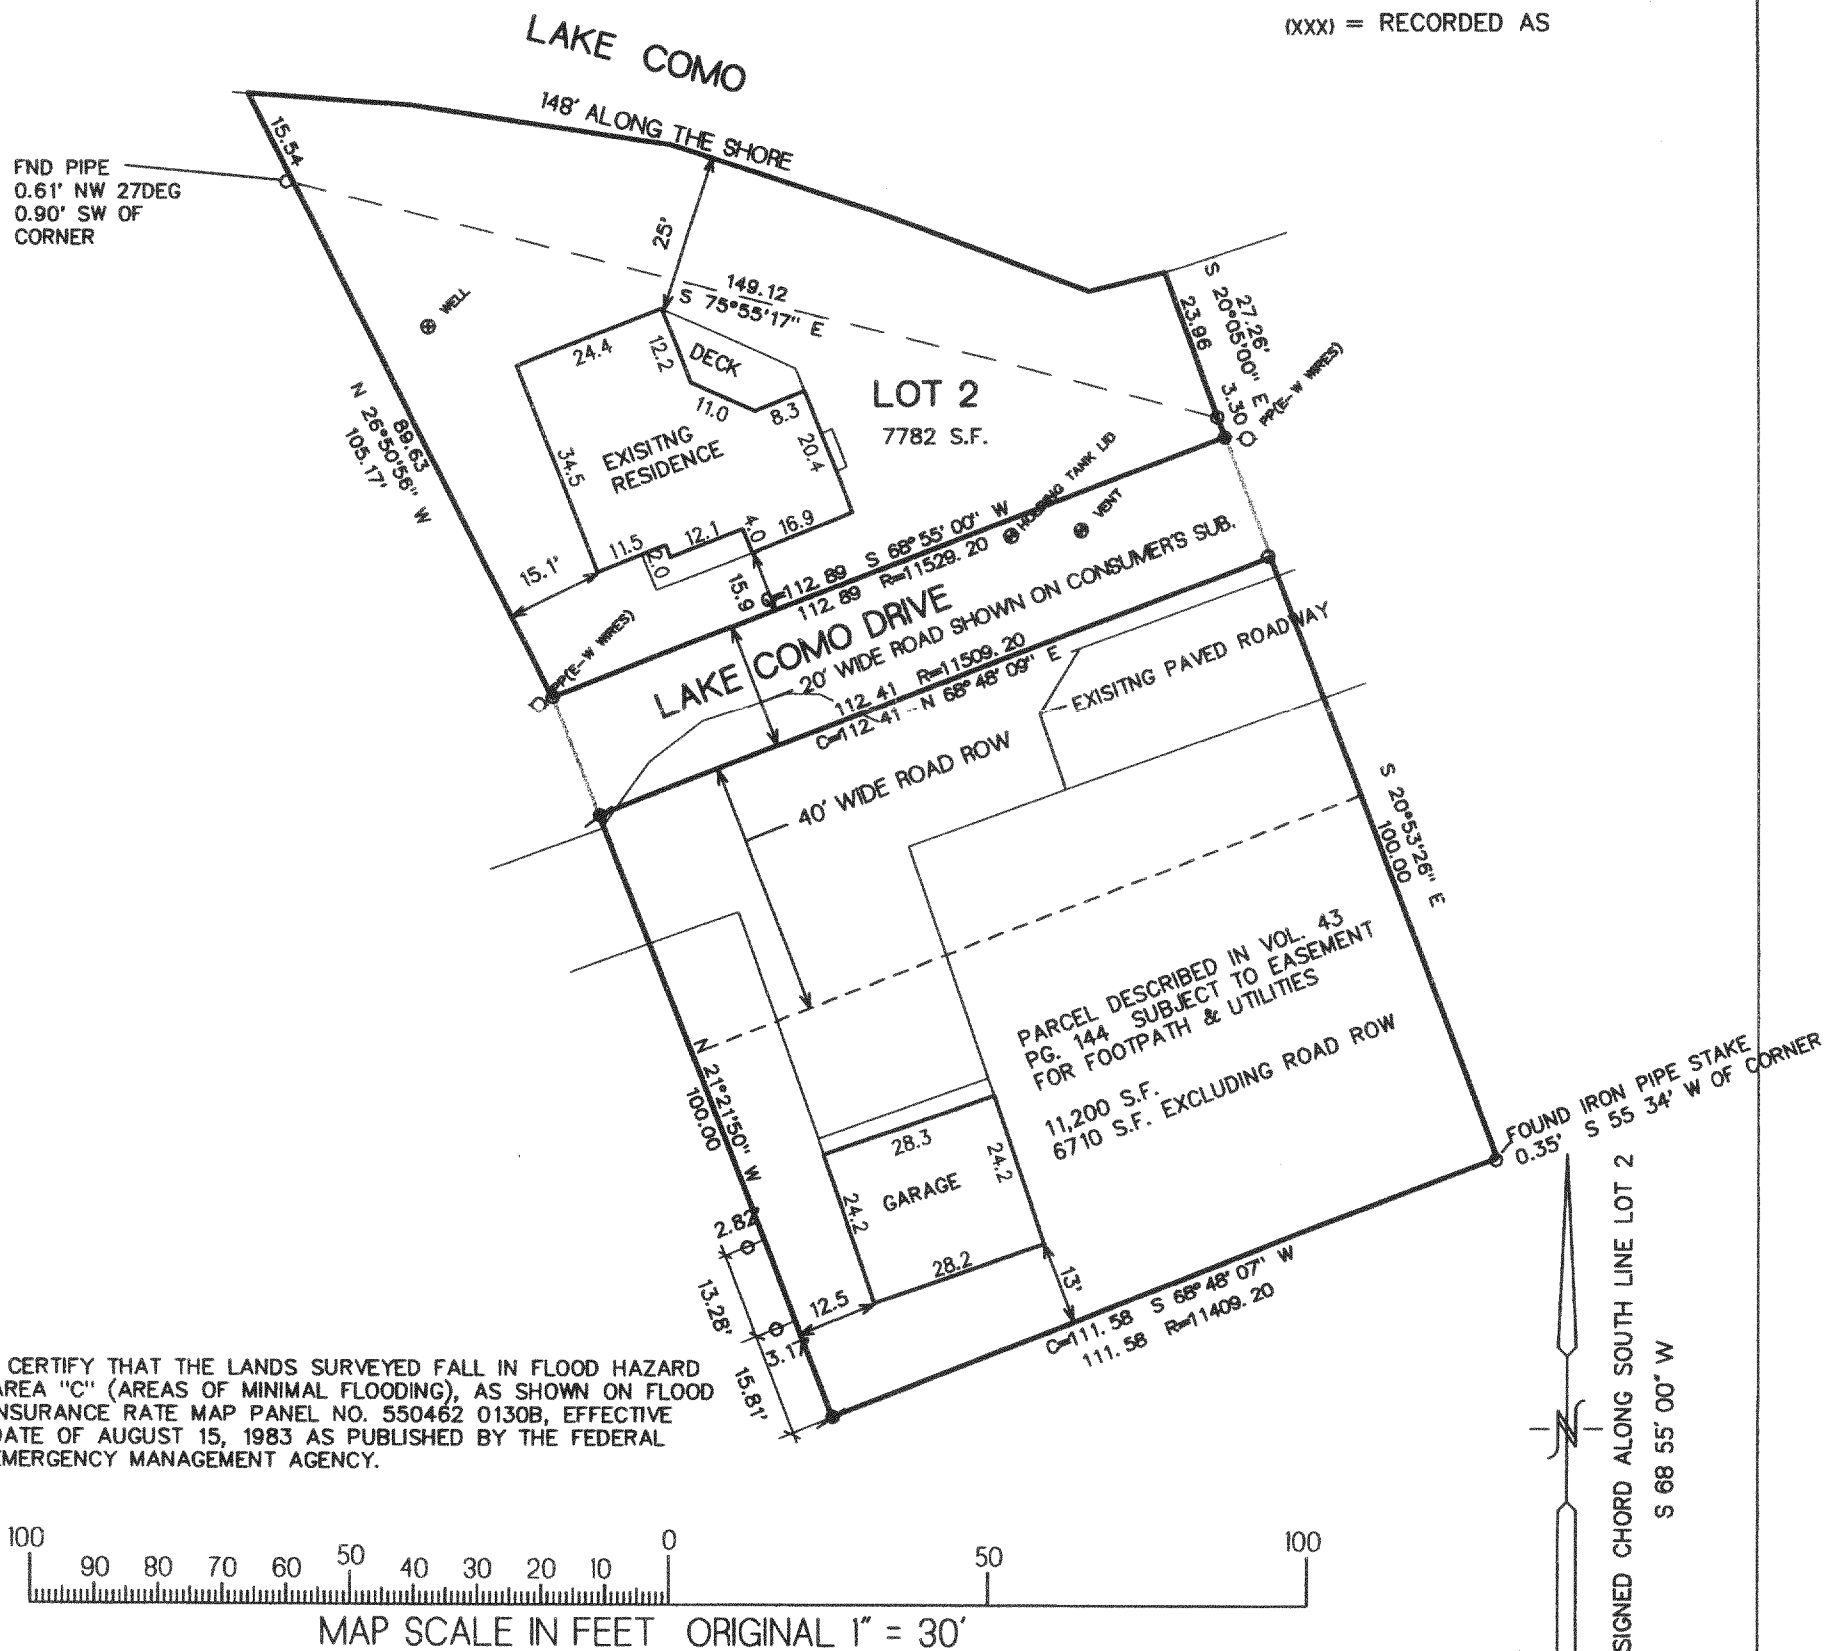 (XXX) = RECORDED AS
LAKE COMO
148' ALONG THE SHORE
15.54
FND PIPE
0.61' NW 27DEG
0.90' SW OF
CORNER
25'
149.12
S 75°55'17" E
WELL
S 20°05'00" E
27.26'
23.96
3.30
PP(E-W WIRES)
24.4
12.2
DECK
11.0
8.3
20.4
LOT 2
7782 S.F.
EXISITNG
RESIDENCE
34.5
N 26°50'56" W
89.63
105.17'
11.5
2.0
12.1
4.0
16.9
15.1'
15.9
HOLDING TANK LID
VENT
C=112.89 S 68°55'00" W
112.89 R=11529.20
PP(E-W WIRES)
LAKE COMO DRIVE
20' WIDE ROAD SHOWN ON CONSUMER'S SUB.
112.41 R=11509.20
C=112.41 N 68°48'09" E
EXISITNG PAVED ROADWAY
40' WIDE ROAD ROW
S 20°53'26" E
100.00
PARCEL DESCRIBED IN VOL. 43
PG. 144 SUBJECT TO EASEMENT
FOR FOOTPATH & UTILITIES
11,200 S.F.
6710 S.F. EXCLUDING ROAD ROW
N 21°21'50" W
100.00
28.3
24.2
GARAGE
24.2
28.2
13'
12.5
2.82'
13.28'
3.17
15.81'
FOUND IRON PIPE STAKE
0.35' S 55 34' W OF CORNER
C=111.58 S 68°48'07" W
111.58 R=11409.20
CERTIFY THAT THE LANDS SURVEYED FALL IN FLOOD HAZARD
AREA "C" (AREAS OF MINIMAL FLOODING), AS SHOWN ON FLOOD
INSURANCE RATE MAP PANEL NO. 550462 0130B, EFFECTIVE
DATE OF AUGUST 15, 1983 AS PUBLISHED BY THE FEDERAL
EMERGENCY MANAGEMENT AGENCY.
N
SIGNED CHORD ALONG SOUTH LINE LOT 2
S 68 55' 00" W
100 90 80 70 60 50 40 30 20 10 0 50 100
MAP SCALE IN FEET ORIGINAL 1" = 30'